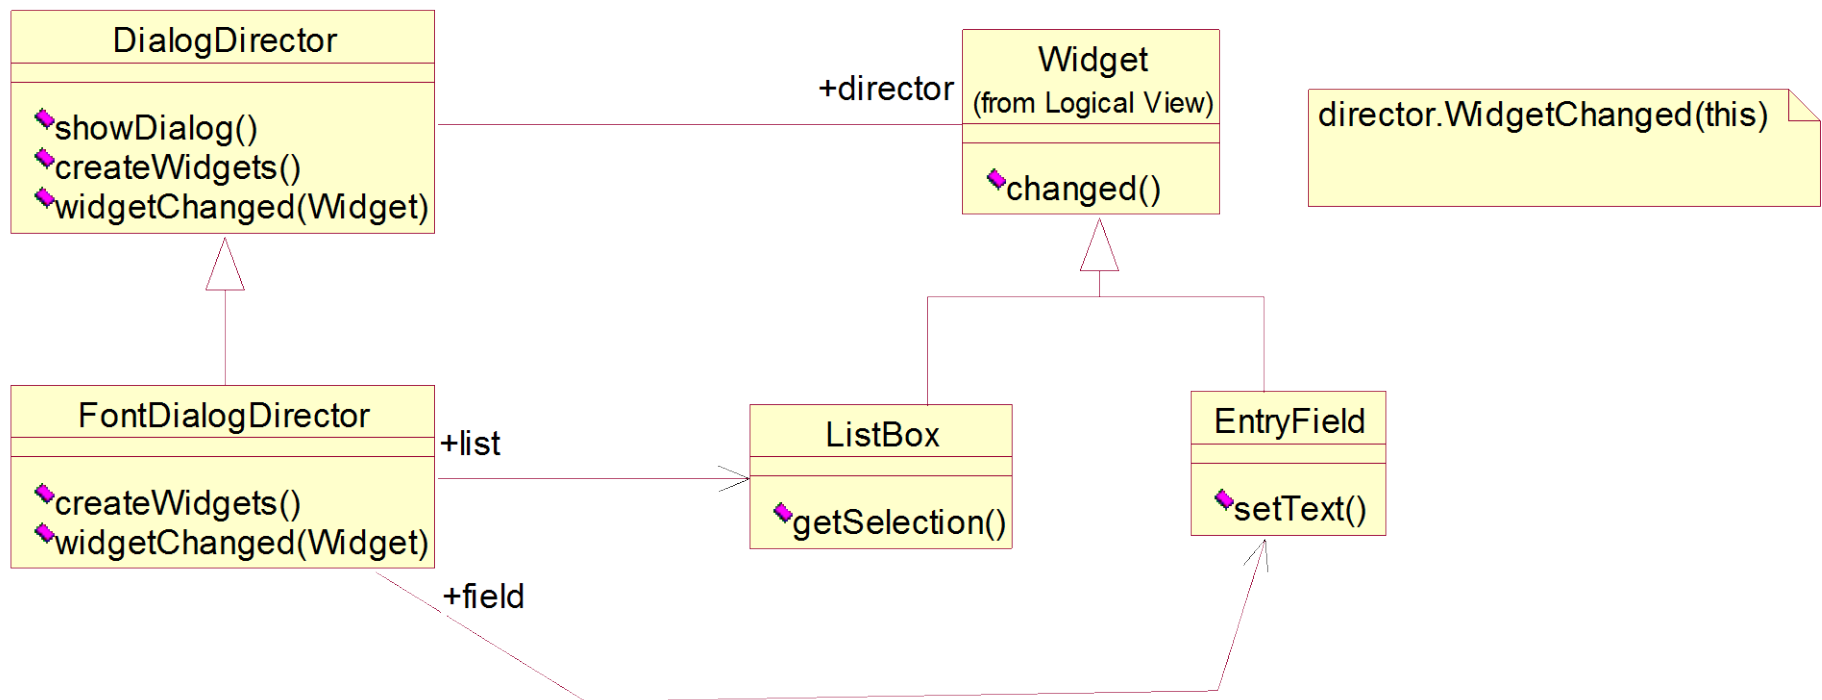 DialogDirector
showDialog()
createWidgets()
widgetChanged(Widget)
+director
Widget
(from Logical View)
changed()
director.WidgetChanged(this)
FontDialogDirector
createWidgets()
widgetChanged(Widget)
+list
+field
ListBox
getSelection()
EntryField
setText()